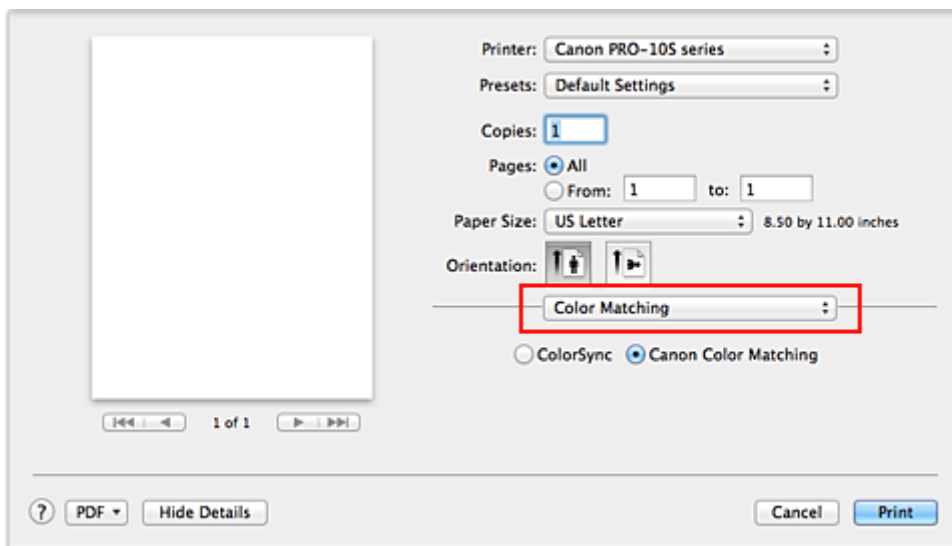 Printer: Canon PRO-10S series
Presets: Default Settings
Copies: 1
Pages: All
From: 1 to: 1
Paper Size: US Letter 8.50 by 11.00 inches
Orientation:
Color Matching
ColorSync Canon Color Matching
1 of 1
? PDF Hide Details Cancel Print